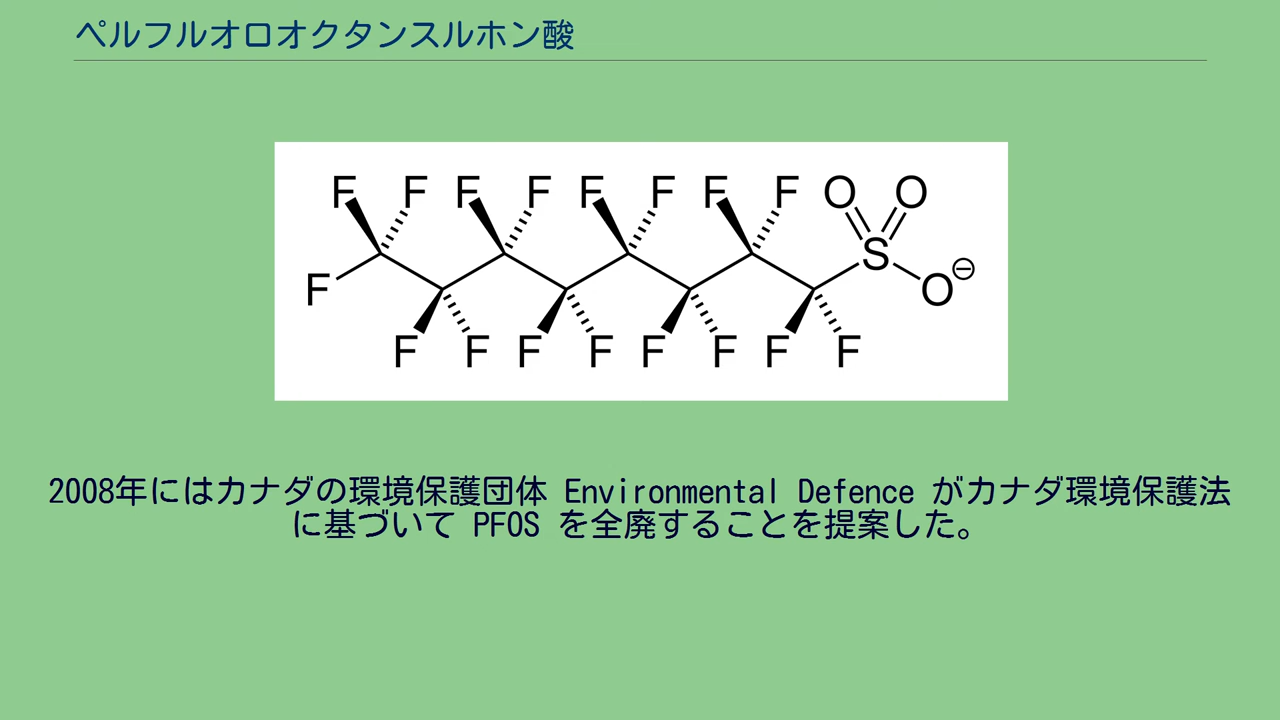 ペルフルオロオクタンスルホン酸
F F F F F F F F O O
F S O⊖
F F F F F F F F
2008年にはカナダの環境保護団体 Environmental Defence がカナダ環境保護法
に基づいて PFOS を全廃することを提案した。